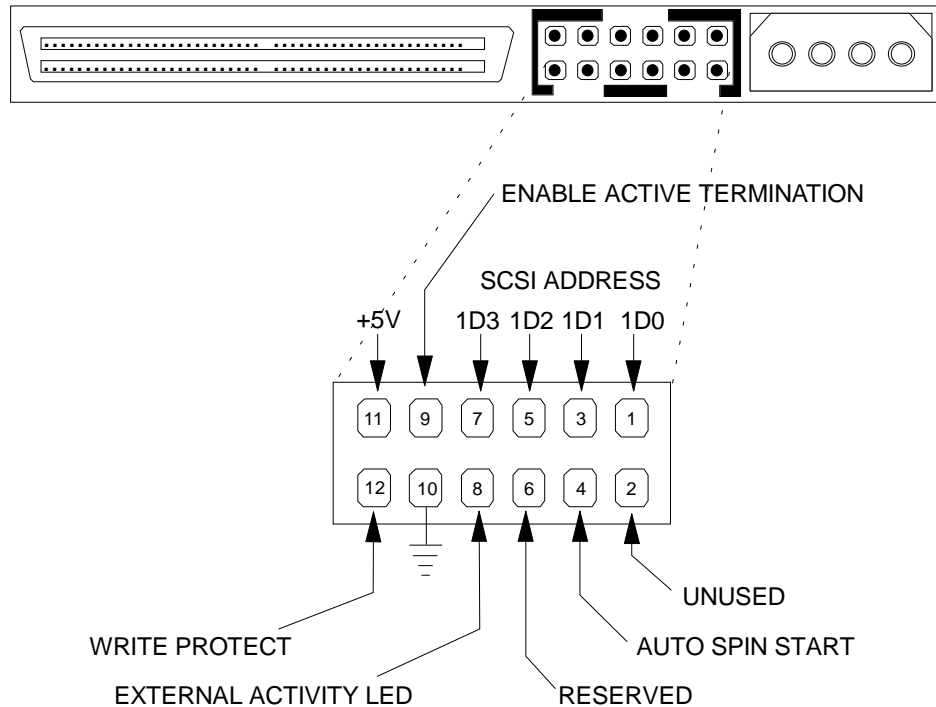 ENABLE ACTIVE TERMINATION
SCSI ADDRESS
+5V 1D3 1D2 1D1 1D0
11 9 7 5 3 1
12 10 8 6 4 2
UNUSED
WRITE PROTECT AUTO SPIN START
EXTERNAL ACTIVITY LED RESERVED